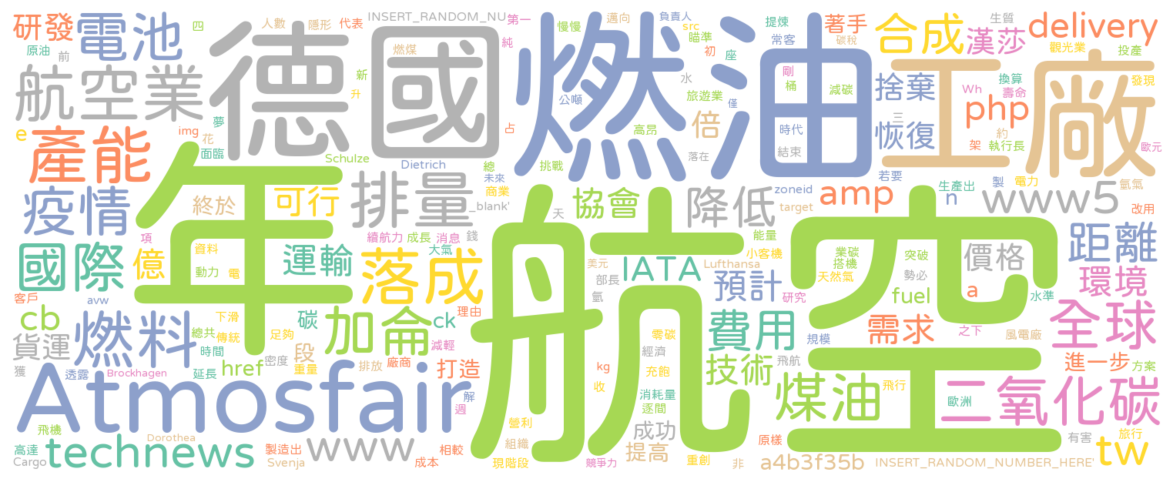 研發 電池 四 人數 隱形 代表 INSERT_RANDOM_NU 第一 慢慢 邁向 負責人 src 提煉 著手 合成 生質 delivery
原油 前 德國 燃煤 純 燃油 瞄準 初 座 常客 碳稅 漢莎 觀光業 投產
航空業 新 升 公噸 水 旅遊業 剛 桶 減碳 工廠 捨棄 換算 發現
e 夢 占 高昂 倍 僅 時代 三 Wh 壽命 php
產能 img 花 面臨 Schulze Dietrich 總 挑戰 落在 結束 恢復 架 釣 執行長 歐元
疫情 年 排量 未來 商業 _blank' 協會 降低 zoneid amp 若要 生產出 製 電力 氫氣
終於 可行 天 target n www5 改用
國際 項 億 資料 運輸 續航力 成長 消息 錢 航空 能量 業碳 突破 價格 距離
動力 電 大氣 落成 美元 IATA 小客機 Lufthansa 搭機 勢必 環境
客戶 avw 下滑 理由 部長 預計 研究 天然氣 fuel a 水準
cb 總共 傳統 足夠 碳 加侖 ck 氫 零碳 費用 規模 需求 之下 風電廠 全球
貨運 燃料 時間 密度 段 減輕 經濟 技術 飛航 進一步
獲 透露 Brockhagen 延長 href 重量 排放 廠商 打造 kg 充飽 煤油 飛行 方案
Atmosfair 解 週 收 消耗量 逐間 歐洲 二氧化碳
飛機 營利 成功 原樣 有害 旅行
高達 technews Dorothea 製造出 www 相較 組織 提高 重創 非 tw
Cargo Svenja 成本 現階段 競爭力 a4b3f35b INSERT_RANDOM_NUMBER_HERE'